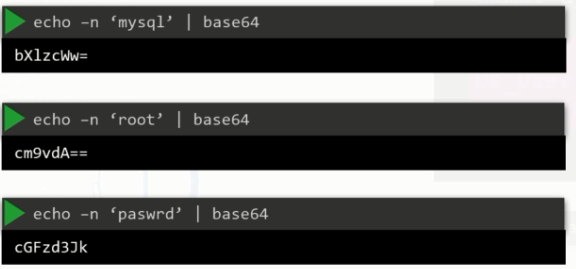 echo –n ‘mysql’ | base64
bXlzcWw=
echo –n ‘root’ | base64
cm9vdA==
echo –n ‘paswrd’ | base64
cGFzd3Jk